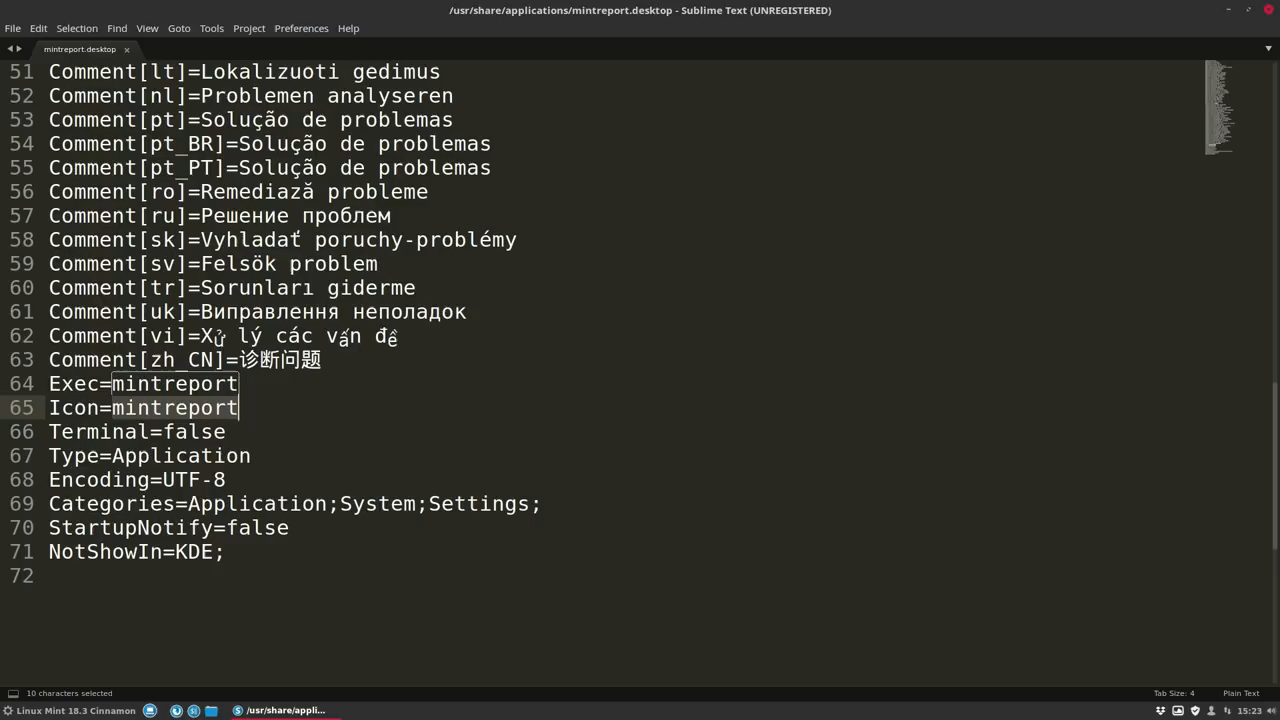 /usr/share/applications/mintreport.desktop - Sublime Text (UNREGISTERED)
File Edit Selection Find View Goto Tools Project Preferences Help
mintreport.desktop
51 Comment[lt]=Lokalizuoti gedimus
52 Comment[nl]=Problemen analyseren
53 Comment[pt]=Solução de problemas
54 Comment[pt_BR]=Solução de problemas
55 Comment[pt_PT]=Solução de problemas
56 Comment[ro]=Remediază probleme
57 Comment[ru]=Решение проблем
58 Comment[sk]=Vyhladať poruchy-problémy
59 Comment[sv]=Felsök problem
60 Comment[tr]=Sorunları giderme
61 Comment[uk]=Виправлення неполадок
62 Comment[vi]=Xử lý các vấn đề
63 Comment[zh_CN]=诊断问题
64 Exec=mintreport
65 Icon=mintreport
66 Terminal=false
67 Type=Application
68 Encoding=UTF-8
69 Categories=Application;System;Settings;
70 StartupNotify=false
71 NotShowIn=KDE;
72
10 characters selected Tab Size: 4 Plain Text
Linux Mint 18.3 Cinnamon /usr/share/appli... 15:23